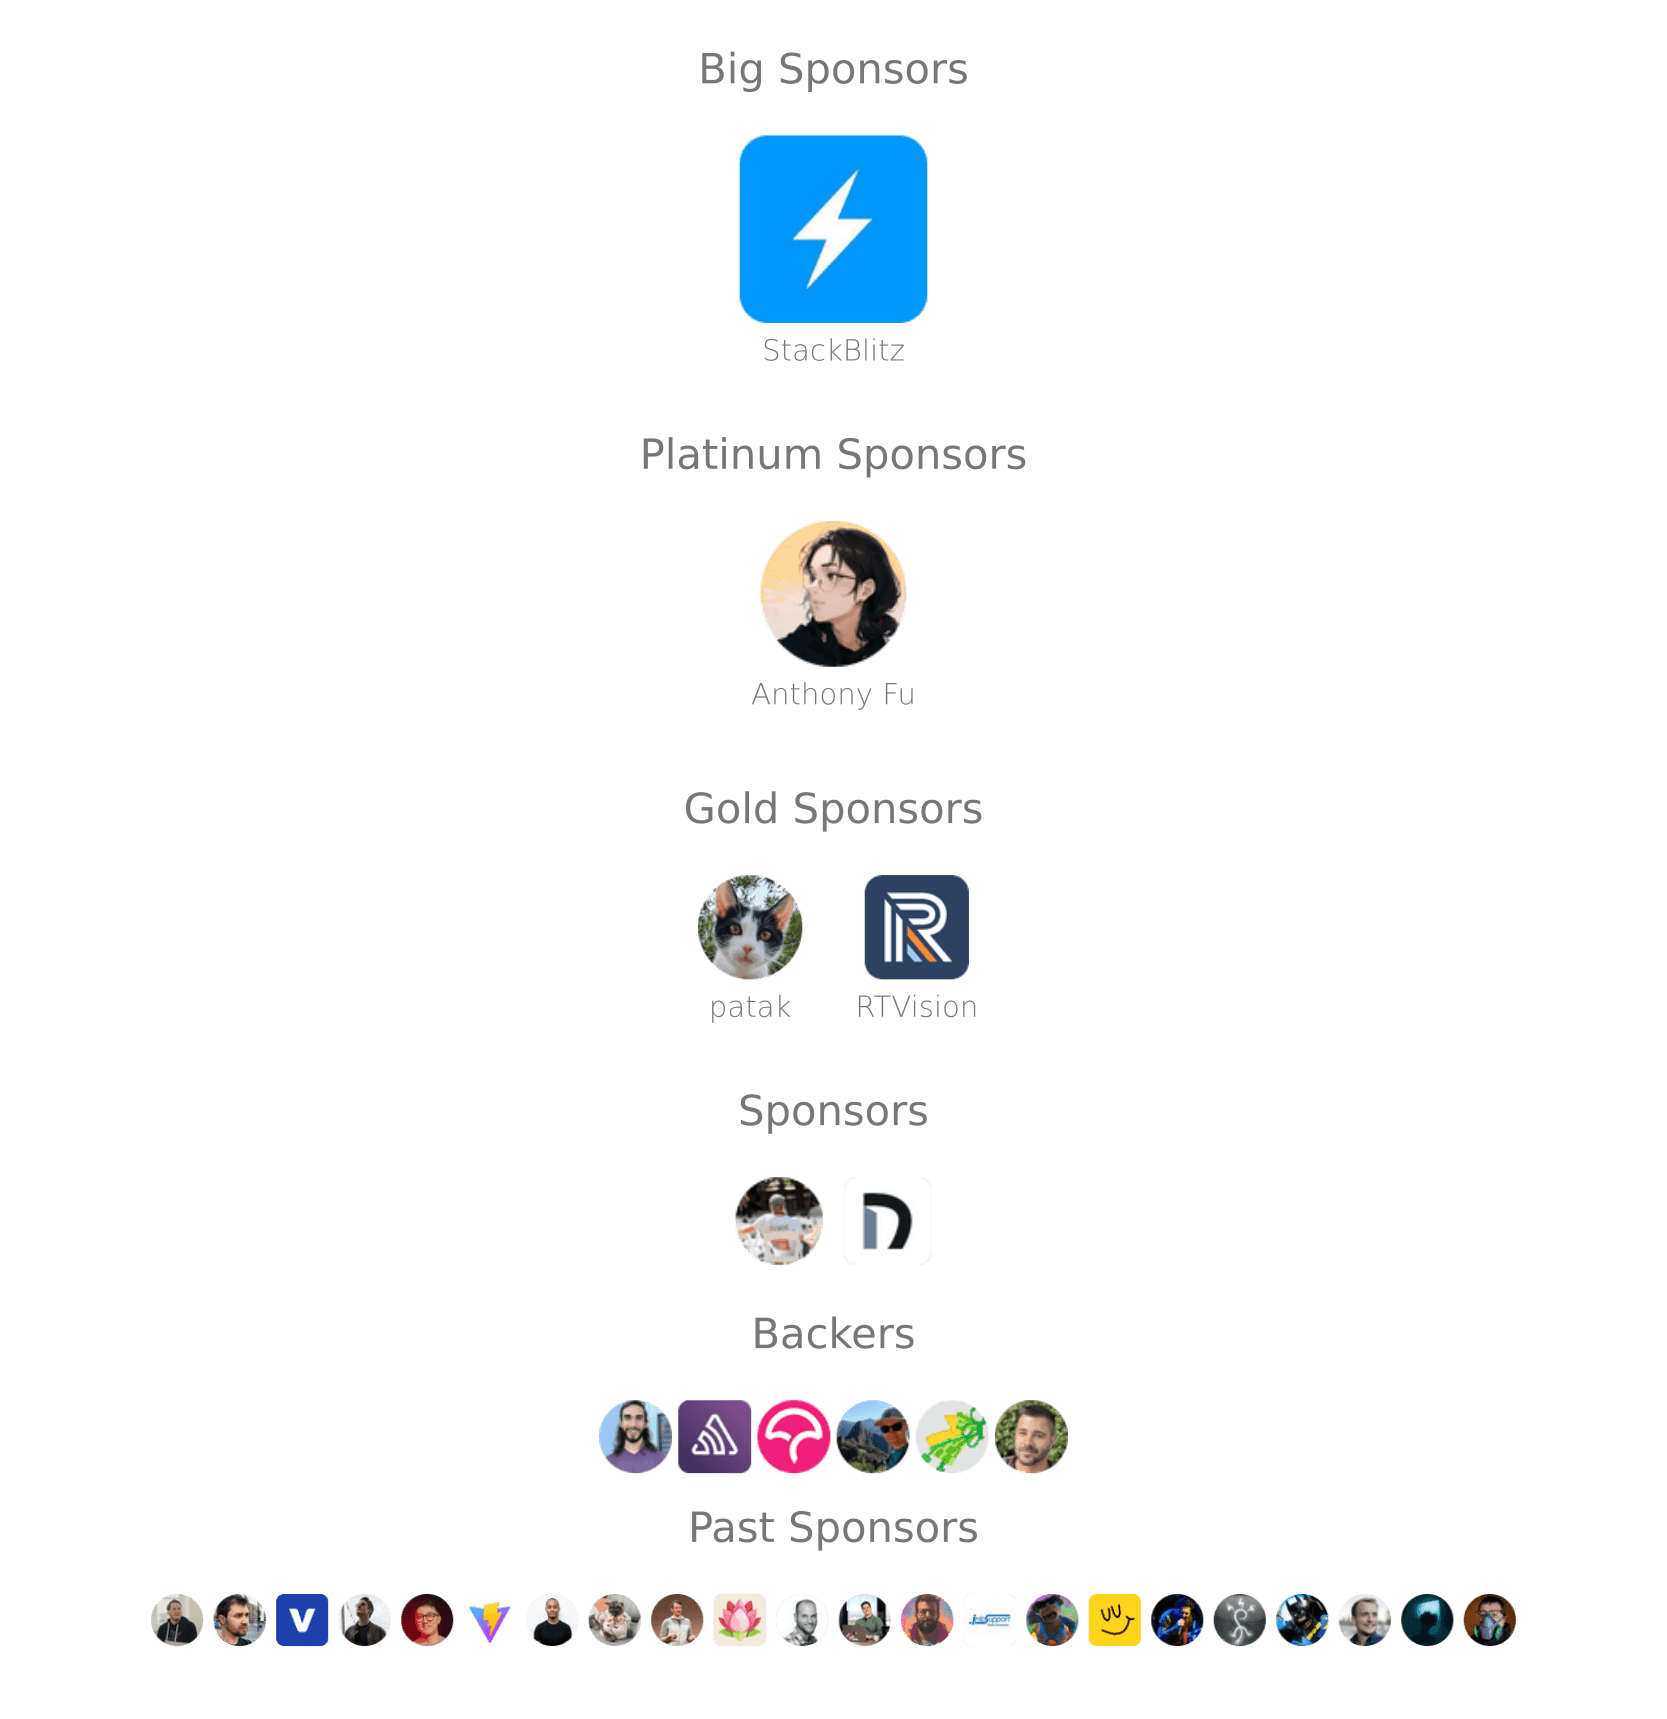 Big Sponsors
StackBlitz
Platinum Sponsors
Anthony Fu
Gold Sponsors
patak
RTVision
Sponsors
Backers
Past Sponsors
V